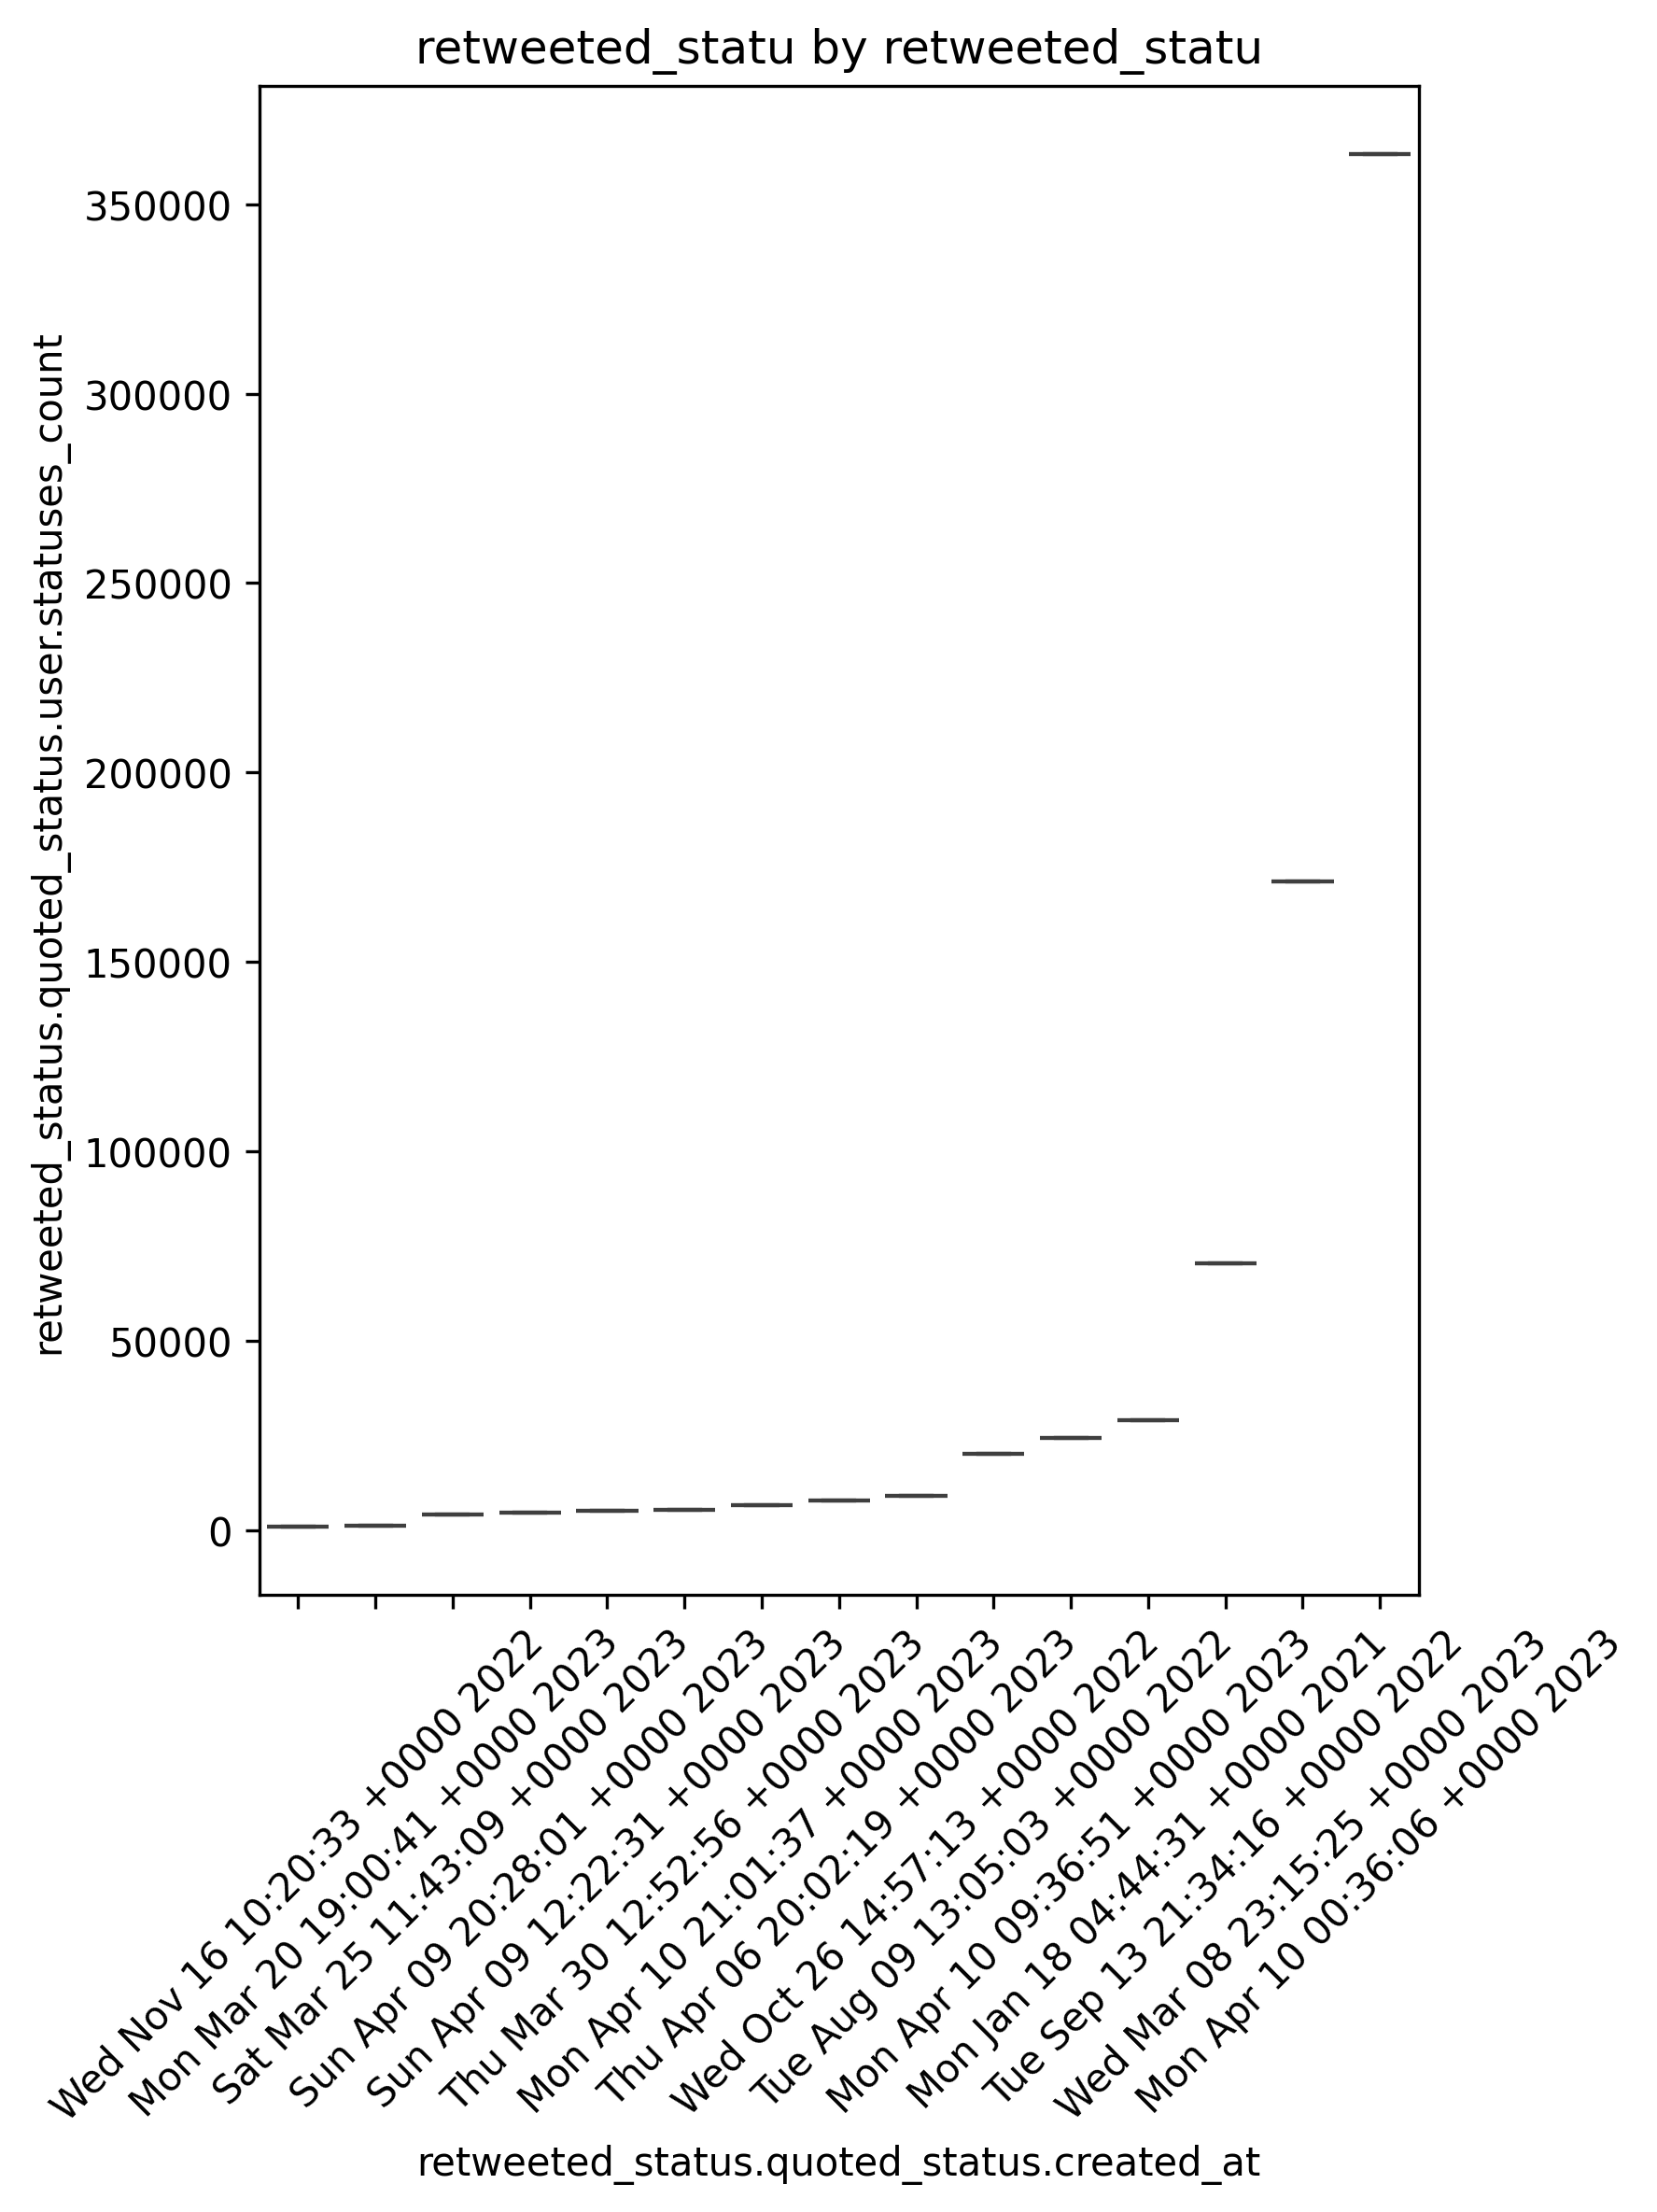 retweeted_statu by retweeted_statu
retweeted_status.quoted_status.user.statuses_count
350000
300000
250000
200000
150000
100000
50000
0
Wed Nov 16 10:20:33 +0000 2022
Mon Mar 20 19:00:41 +0000 2023
Sat Mar 25 11:43:09 +0000 2023
Sun Apr 09 20:28:01 +0000 2023
Sun Apr 09 12:22:31 +0000 2023
Thu Mar 30 12:52:56 +0000 2023
Mon Apr 10 21:01:37 +0000 2023
Thu Apr 06 20:02:19 +0000 2023
Wed Oct 26 14:57:13 +0000 2022
Tue Aug 09 13:05:03 +0000 2022
Mon Apr 10 09:36:51 +0000 2023
Mon Jan 18 04:44:31 +0000 2021
Tue Sep 13 21:34:16 +0000 2022
Wed Mar 08 23:15:25 +0000 2023
Mon Apr 10 00:36:06 +0000 2023
retweeted_status.quoted_status.created_at